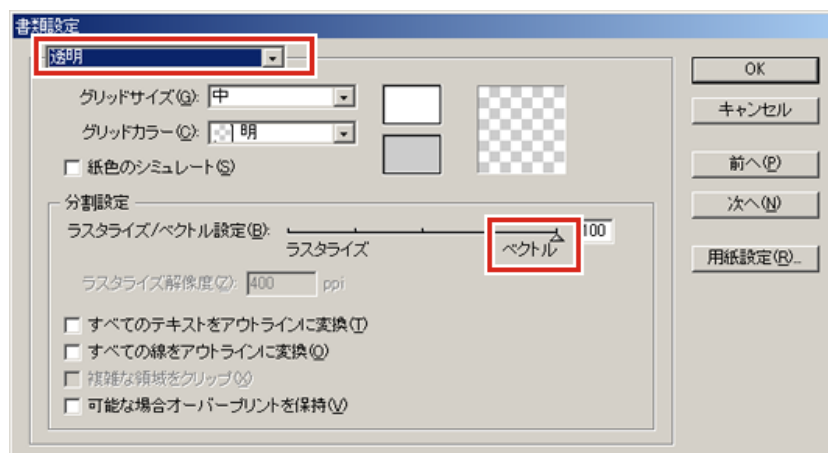 書類設定
透明
OK
グリッドサイズ(G): 中
キャンセル
グリッドカラー(C): 明
紙色のシミュレート(S)
前へ(P)
分割設定
次へ(N)
ラスタライズ/ベクトル設定(B): 100
ラスタライズ ベクトル
用紙設定(R)...
ラスタライズ解像度(Z): 400 ppi
すべてのテキストをアウトラインに変換(T)
すべての線をアウトラインに変換(O)
複雑な領域をクリップ(X)
可能な場合オーバープリントを保持(V)